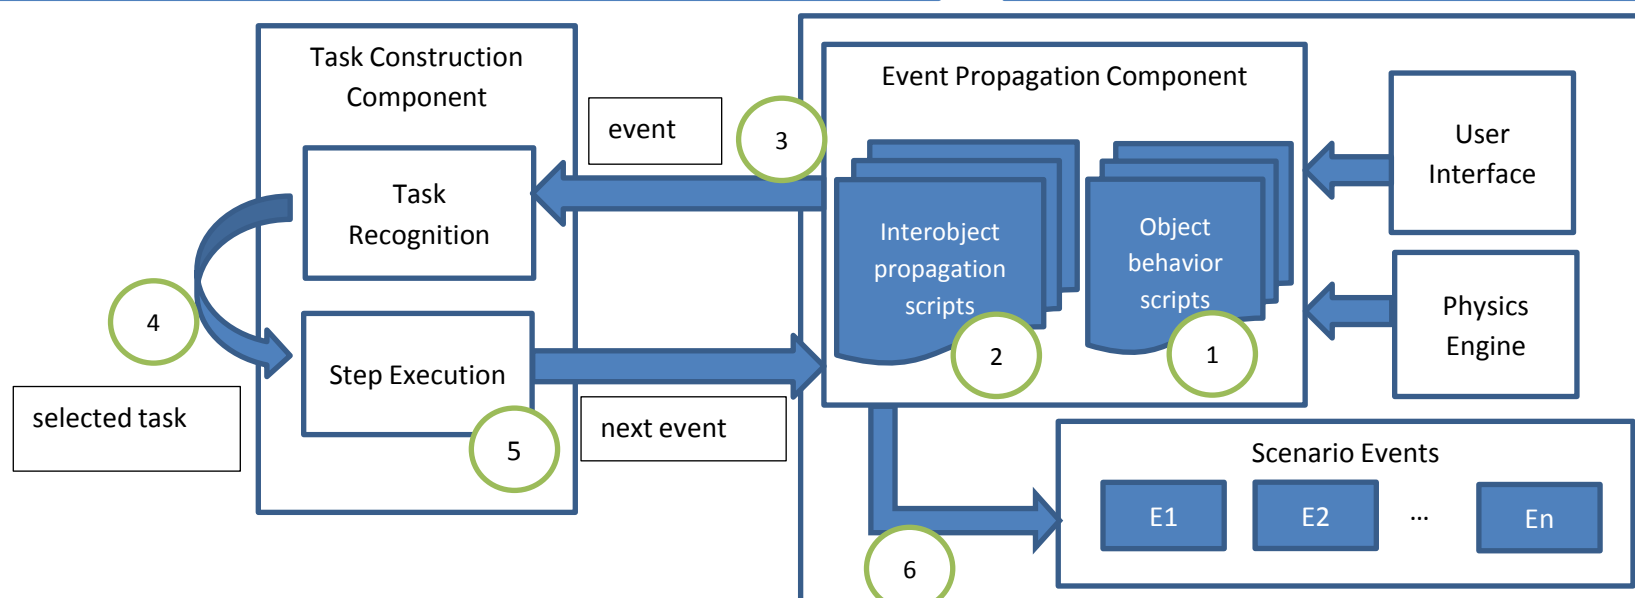 Task Construction
Component
Task
Recognition
4
selected task
Step Execution
5
event
3
next event
Event Propagation Component
Interobject
propagation
scripts
2
Object
behavior
scripts
1
User
Interface
Physics
Engine
6
Scenario Events
E1
E2
...
En